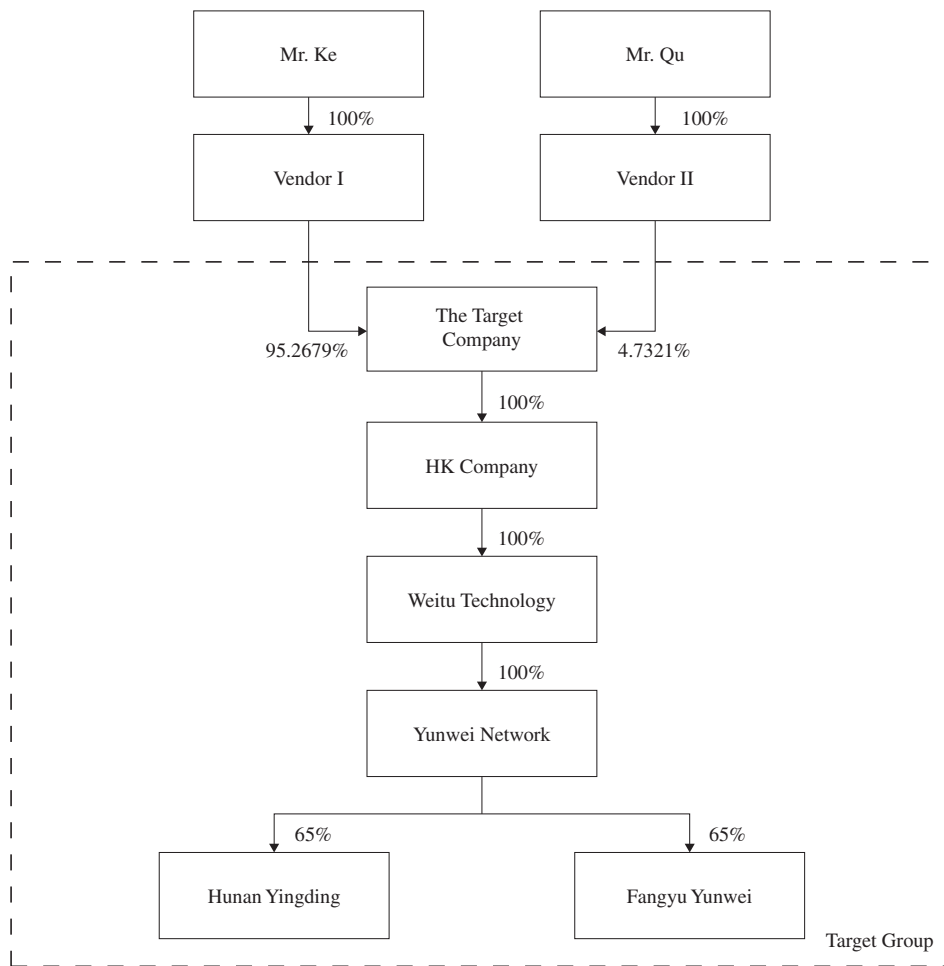 Mr. Ke
Mr. Qu
100%
100%
Vendor I
Vendor II
The Target
Company
95.2679%
4.7321%
100%
HK Company
100%
Weitu Technology
100%
Yunwei Network
65%
65%
Hunan Yingding
Fangyu Yunwei
Target Group